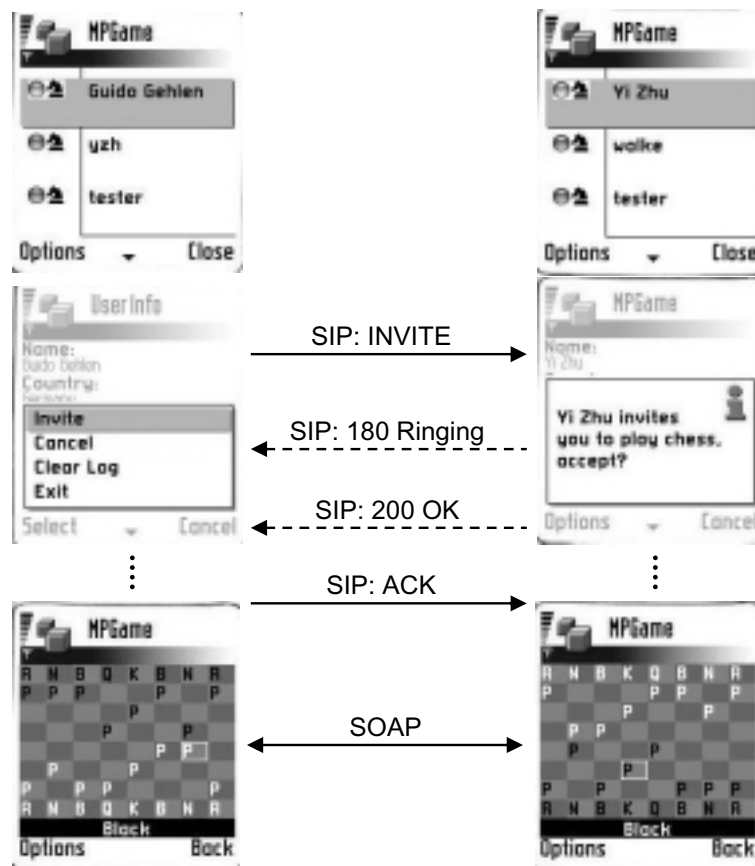 MPGame
Guido Gehlen
yzh
tester
Options Close
MPGame
Yi Zhu
walke
tester
Options Close
UserInfo
Name:
Guido Gehlen
Country:
Invite
Cancel
Clear Log
Exit
Select Cancel
SIP: INVITE
SIP: 180 Ringing
SIP: 200 OK
MPGame
Name:
Yi Zhu
Yi Zhu invites
you to play chess,
accept?
Options Cancel
SIP: ACK
MPGame
R N B Q K B N R
P P P P P
P
P P
P P
P P
P P P P
R N B Q K B N R
Black
Options Back
SOAP
MPGame
R N B K Q B N R
P P P P
P P
P P
P P
P
P P P P P
R N B K Q B N R
Black
Options Back